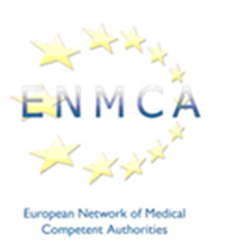 ENMCA
European Network of Medical
Competent Authorities